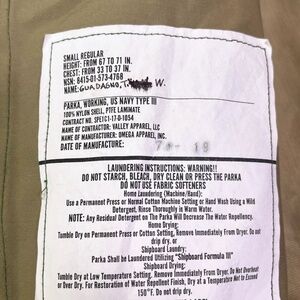 SMALL REGULAR
HEIGHT: FROM 67 TO 71 IN.
CHEST: FROM 33 TO 37 IN.
NSN: 8415-01-573-4768
NAME: GUADAGNO, W.
PARKA, WORKING, US NAVY TYPE III
100% NYLON SHELL, PTFE LAMINATE
CONTRACT NO. SPE1C1-17-D-1054
NAME OF CONTRACTOR: VALLEY APPAREL, LLC
NAME OF MANUFACTURER: OMEGA APPAREL INC.
DATE OF MANUFACTURE: 18
LAUNDERING INSTRUCTIONS: WARNING!!
DO NOT STARCH, BLEACH, DRY CLEAN OR PRESS THE PARKA
DO NOT USE FABRIC SOFTENERS
Home Laundering (Machine/Hand):
Use a Permanent Press or Normal Cotton Machine Setting or Hand Wash Using a Mild
Detergent, Rinse Thoroughly in Warm Water.
NOTE: Any Residual Detergent on The Parka Will Decrease The Water Repellency.
Home Drying:
Tumble Dry on Permanent Press or Cotton Setting, Remove Immediately From Dryer. Do not
drip dry.
Shipboard Laundry:
Parka Shall be Laundered Utilizing "Shipboard Formula III"
Shipboard Drying:
Tumble Dry at Low Temperature Setting, Remove Immediately From Dryer. Do Not Overheat
or Over Dry. For Restoration of Water Repellent Finish, Dry at a Temperature Not to Exceed
150°F. Do not drip dry.